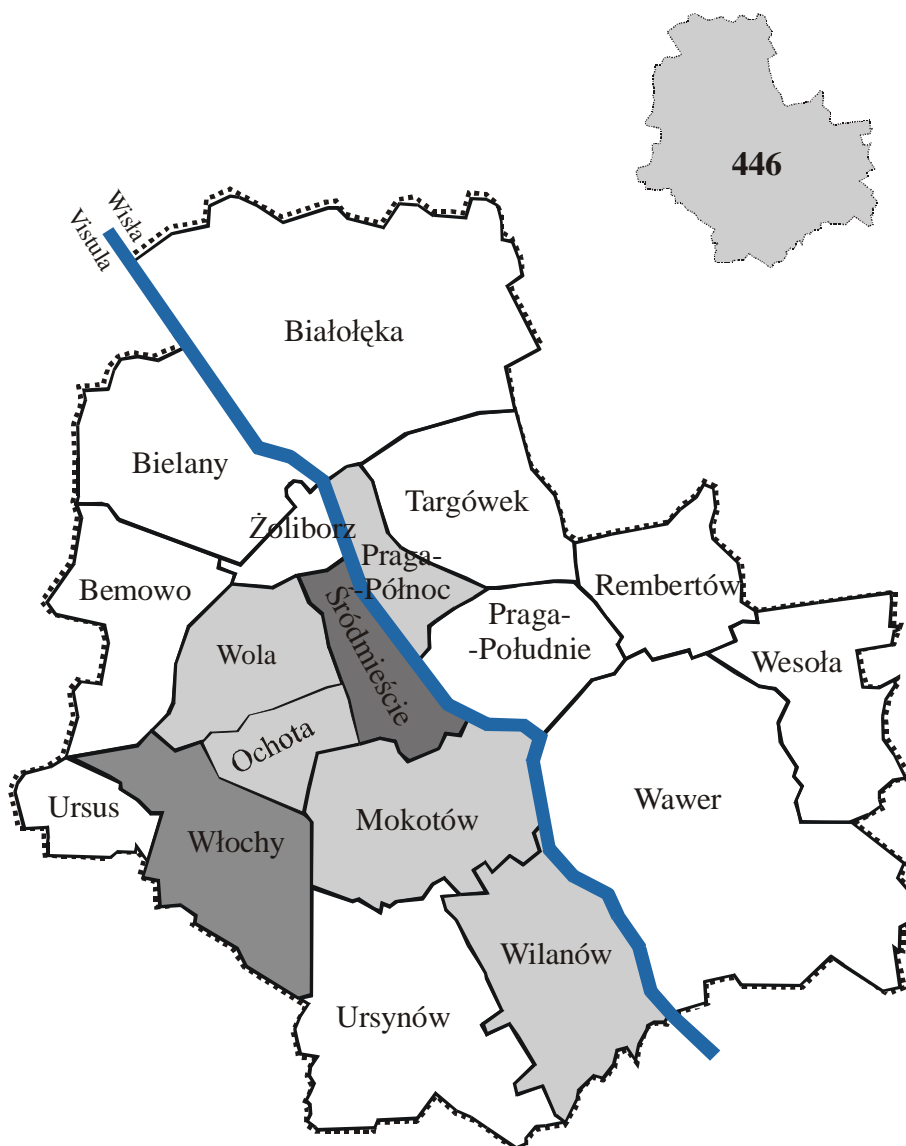 446
Wisła
Vistula
Białołęka
Bielany
Targówek
Żoliborz
Praga-
-Północ
Rembertów
Bemowo
Śródmieście
Praga-
-Południe
Wola
Wesoła
Ochota
Wawer
Ursus
Mokotów
Włochy
Wilanów
Ursynów